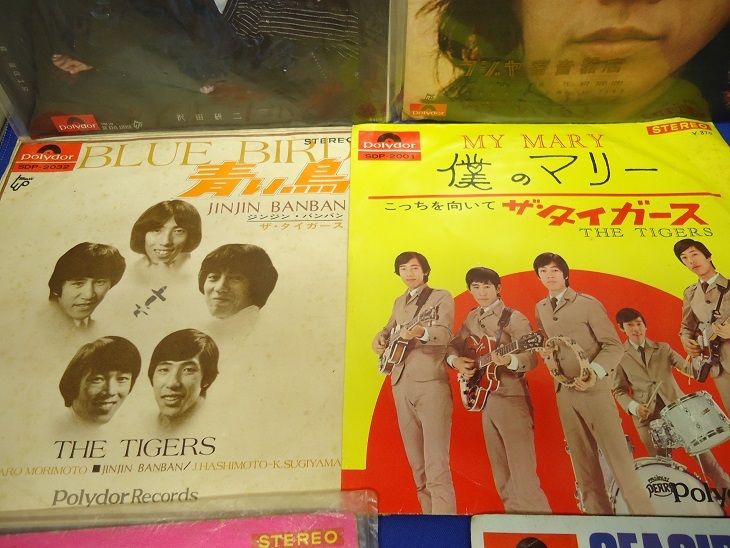 Polydor
Polydor
SDP-2032
STEREO
BLUE BIRD
青い鳥
JINJIN BANBAN
ジンジン・バンバン
ザ・タイガース
THE TIGERS
ARO MORIMOTO ■ JINJIN BANBAN/J.HASHIMOTO-K.SUGIYAMA
Polydor Records
Polydor
SDP-2001
MY MARY
STEREO
僕のマリー
こっちを向いて
ザ・タイガース
THE TIGERS
Polydor
STEREO